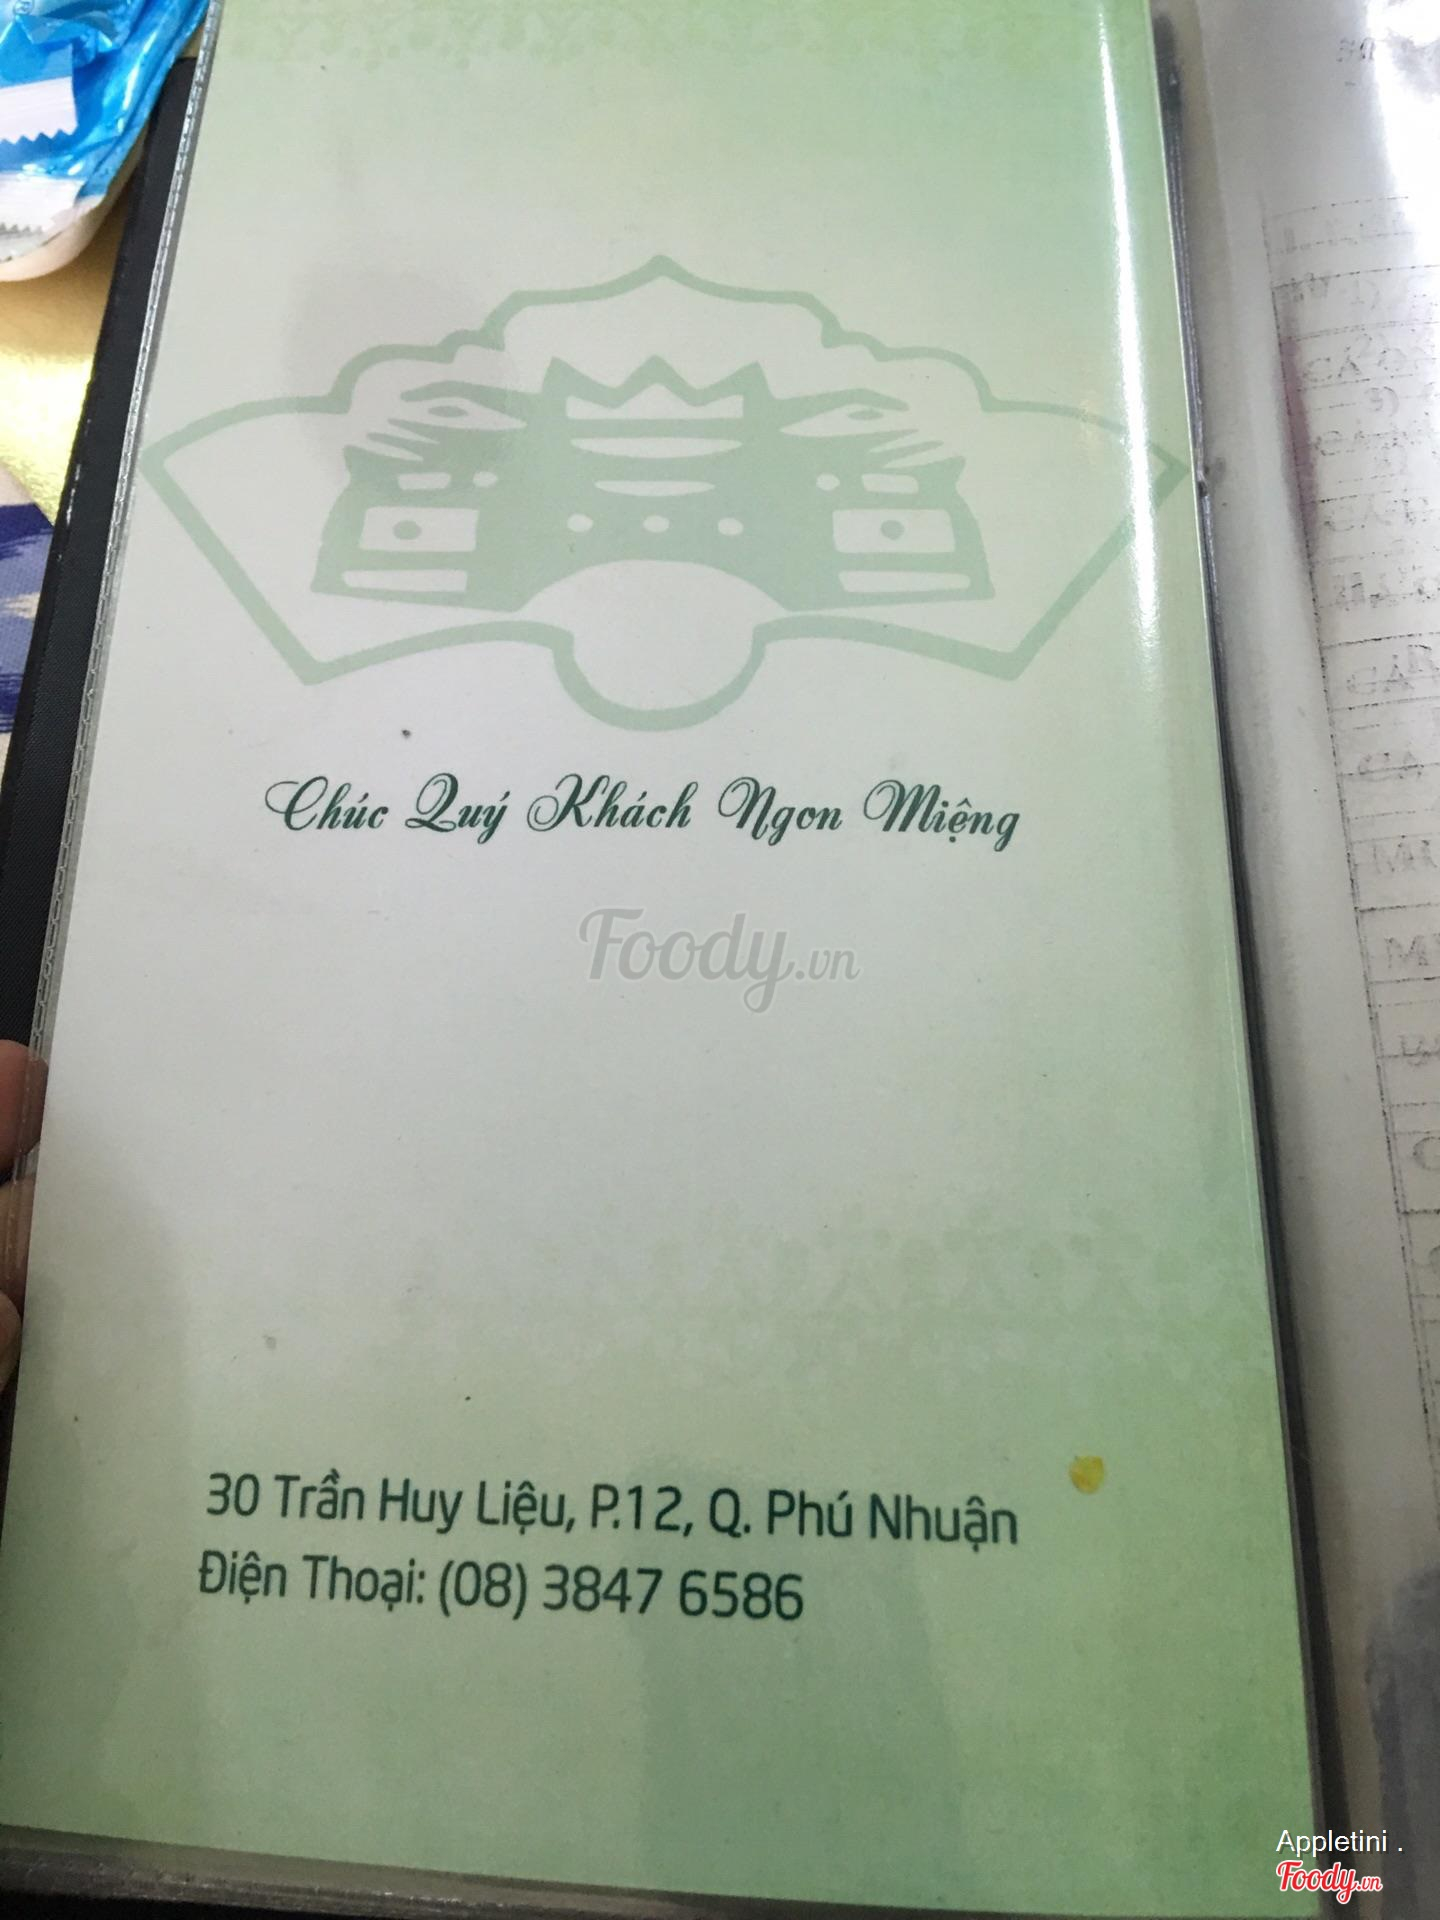 Chúc Quý Khách Ngon Miệng
Foody.vn
30 Trần Huy Liệu, P.12, Q. Phú Nhuận
Điện Thoại: (08) 3847 6586
Appletini .
Foody.vn